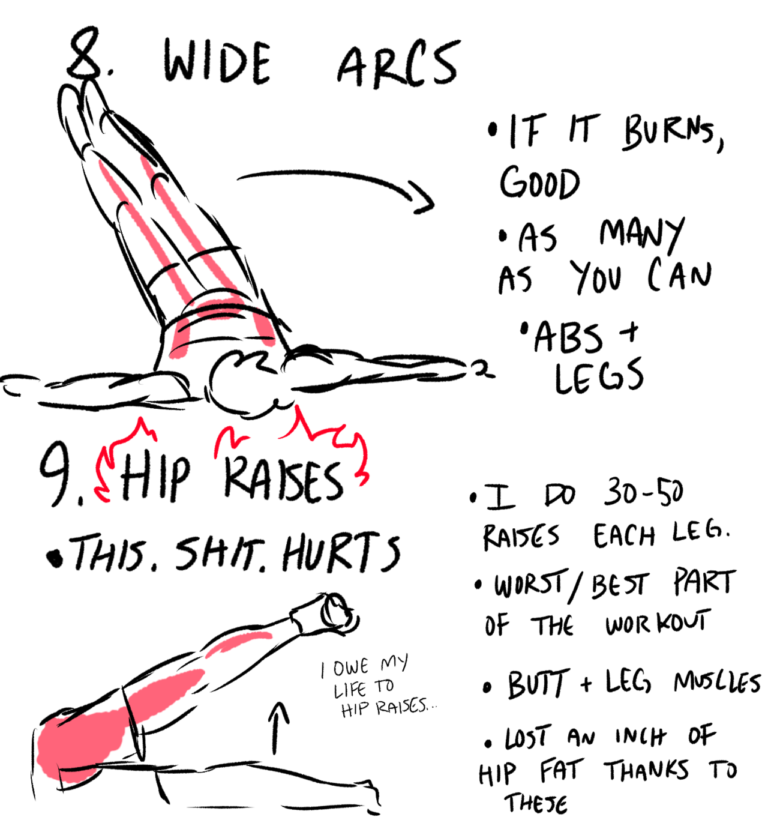 8. WIDE ARCS
• IF IT BURNS,
GOOD
• AS MANY
AS YOU CAN
• ABS +
LEGS
9. HIP RAISES
• THIS. SHIT. HURTS
I OWE MY
LIFE TO
HIP RAISES...
• I DO 30-50
RAISES EACH LEG.
• WORST/BEST PART
OF THE WORKOUT
• BUTT + LEG MUSCLES
• LOST AN INCH OF
HIP FAT THANKS TO
THESE